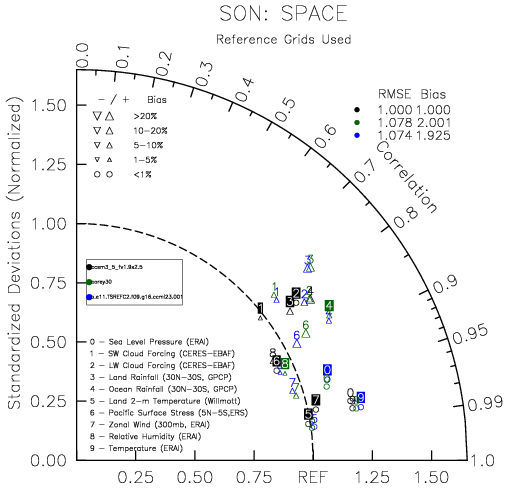 SON: SPACE
Reference Grids Used
Standardized Deviations (Normalized)
1.50
1.25
1.00
0.75
0.50
0.25
0.00
0.25
0.50
0.75
REF
1.25
1.50
0.0
0.1
0.2
0.3
0.4
0.5
0.6
0.7
0.8
0.9
0.95
0.99
1.0
Correlation
- / + Bias
>20%
10-20%
5-10%
1-5%
<1%
RMSE Bias
1.000 1.000
1.078 2.001
1.074 1.925
0 - Sea Level Pressure (ERAI)
1 - SW Cloud Forcing (CERES-EBAF)
2 - LW Cloud Forcing (CERES-EBAF)
3 - Land Rainfall (30N-30S, GPCP)
4 - Ocean Rainfall (30N-30S, GPCP)
5 - Land 2-m Temperature (Willmott)
6 - Pacific Surface Stress (5N-5S,ERS)
7 - Zonal Wind (300mb, ERAI)
8 - Relative Humidity (ERAI)
9 - Temperature (ERAI)